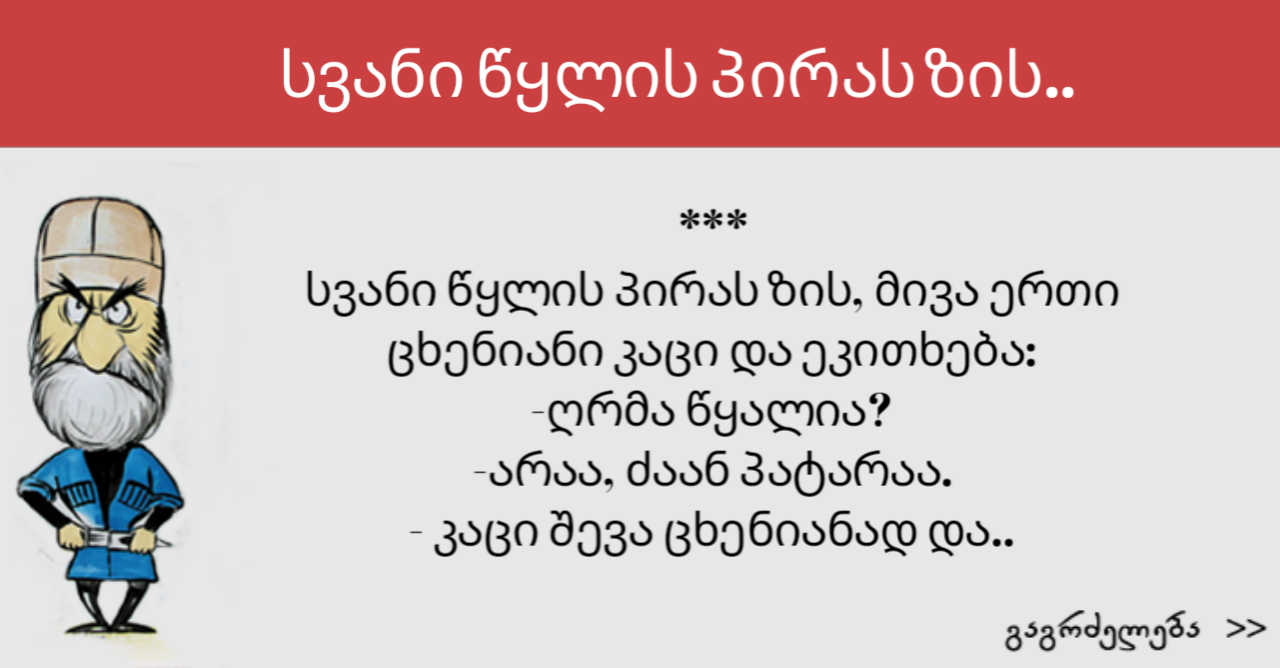 სვანი წყლის პირას ზის..
***
სვანი წყლის პირას ზის, მივა ერთი
ცხენიანი კაცი და ეკითხება:
-ღრმა წყალია?
-არაა, ძაან პატარაა.
- კაცი შევა ცხენიანად და..
გაგრძელება >>